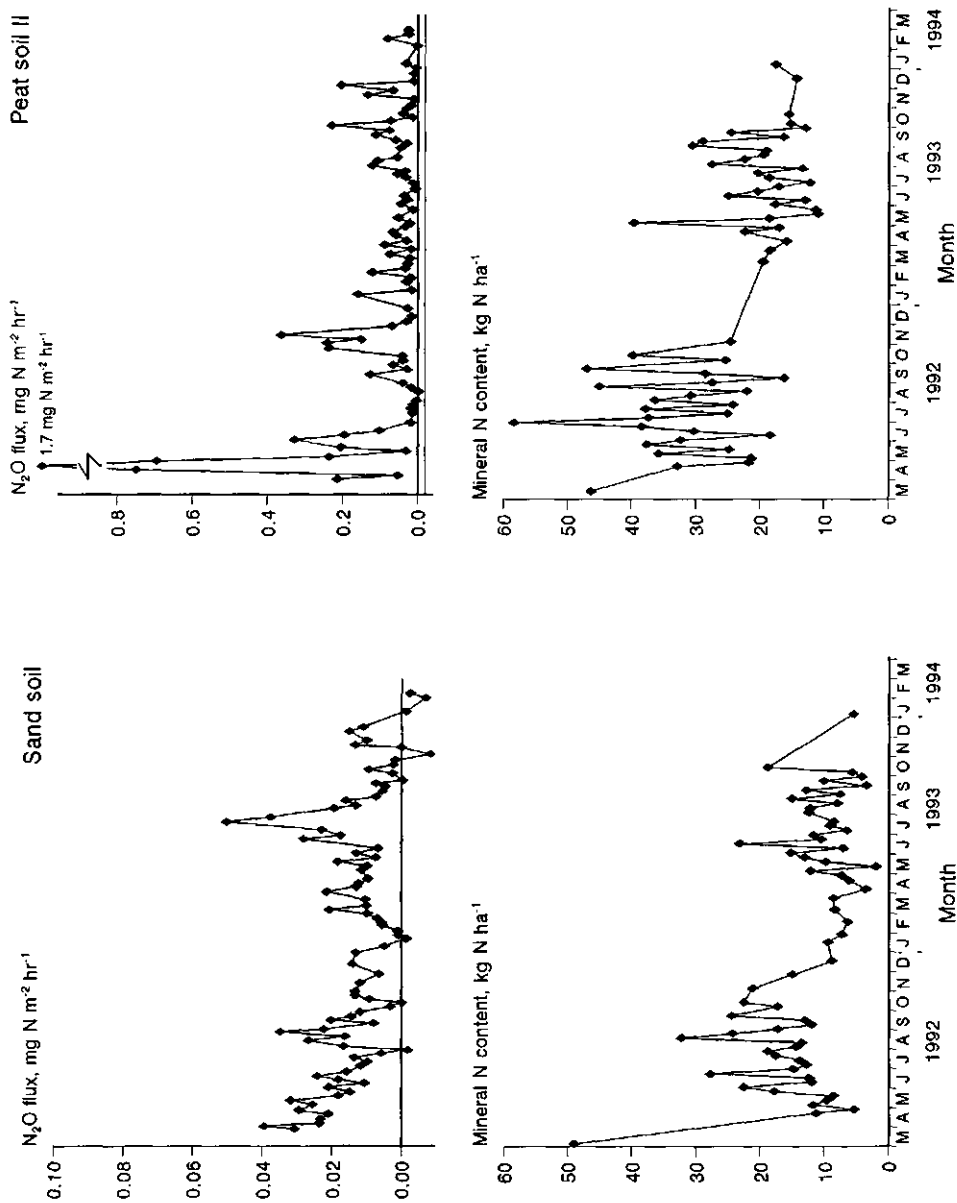 Sand soil
N₂O flux, mg N m⁻² hr⁻¹
0.10
0.08
0.06
0.04
0.02
0.00
Mineral N content, kg N ha⁻¹
60
50
40
30
20
10
0
M A M J J A S O N D J F M A M J J A S O N D J F M
1992 1993 1994
Month
Peat soil II
N₂O flux, mg N m⁻² hr⁻¹
1.7 mg N m⁻² hr⁻¹
0.8
0.6
0.4
0.2
0.0
Mineral N content, kg N ha⁻¹
60
50
40
30
20
10
0
M A M J J A S O N D J F M A M J J A S O N D J F M
1992 1993 1994
Month